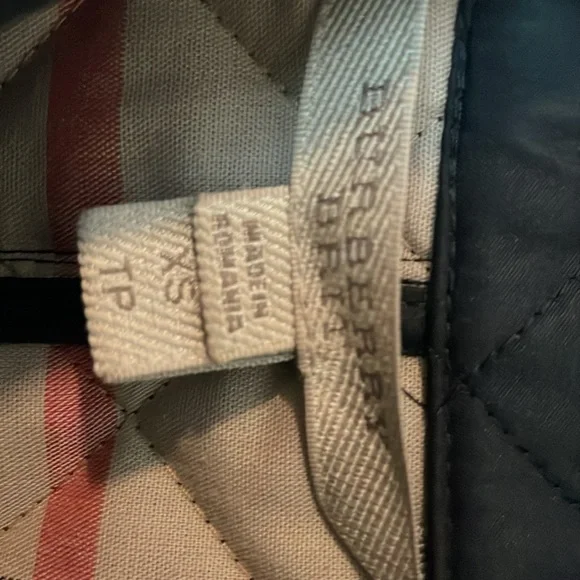 BURBERRY
BRIT
MADE IN
ROMANIA
XS
TP